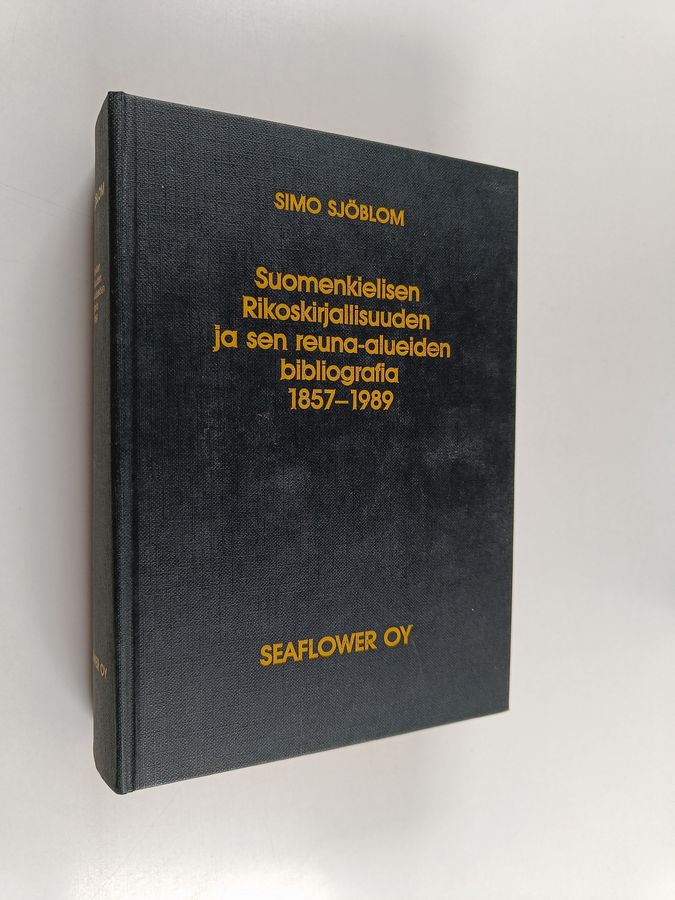 SIMO SJÖBLOM
Suomenkielisen
Rikoskirjallisuuden
ja sen reuna-alueiden
bibliografia
1857–1989
SEAFLOWER OY